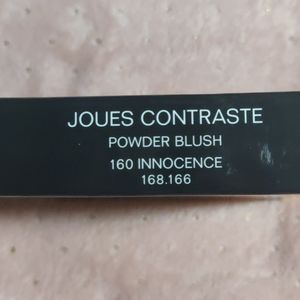 JOUES CONTRASTE
POWDER BLUSH
160 INNOCENCE
168.166